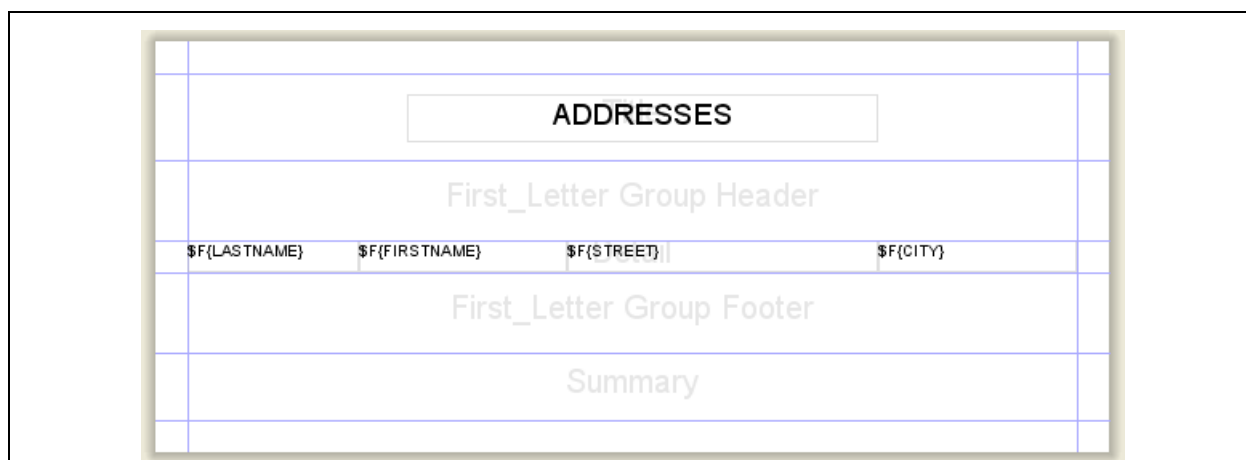 ADDRESSES
First_Letter Group Header
$F{LASTNAME} $F{FIRSTNAME} $F{STREET} $F{CITY}
First_Letter Group Footer
Summary